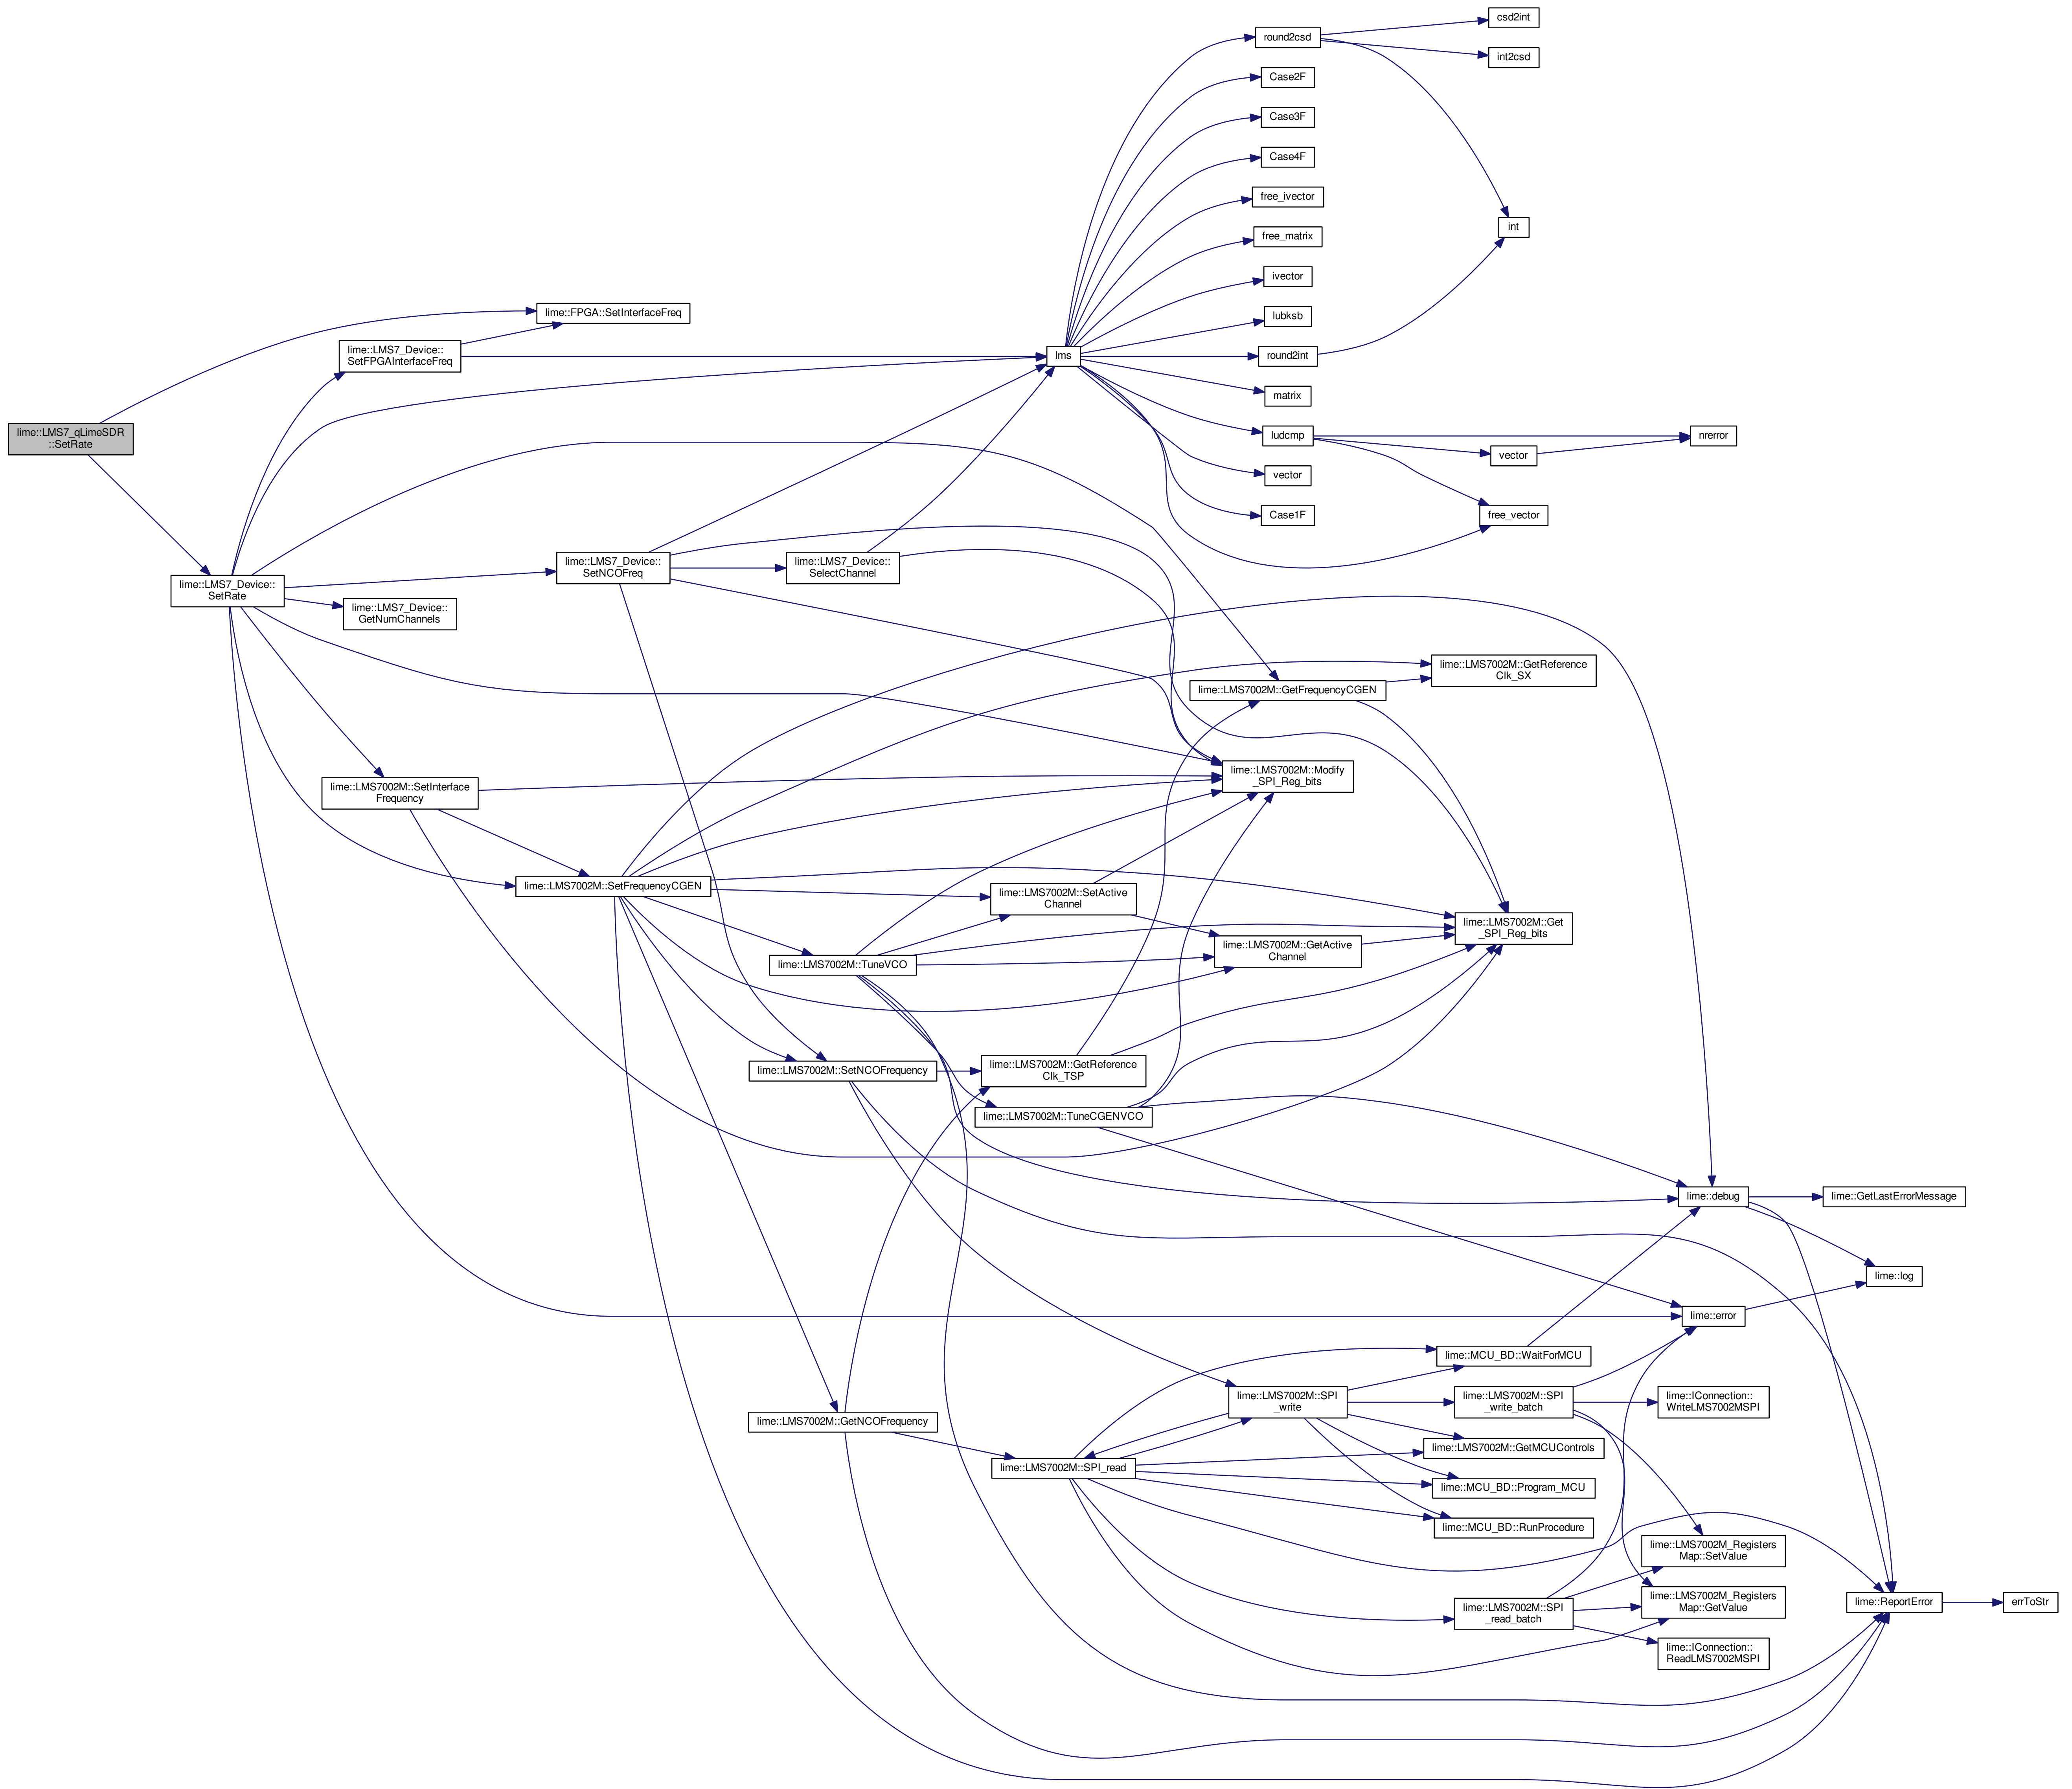 csd2int
round2csd
int2csd
Case2F
Case3F
Case4F
free_ivector
int
free_matrix
ivector
lime::FPGA::SetInterfaceFreq
lubksb
lime::LMS7_Device::
SetFPGAInterfaceFreq
lms
round2int
matrix
lime::LMS7_qLimeSDR
::SetRate
ludcmp
nrerror
vector
vector
Case1F
free_vector
lime::LMS7_Device::
SetNCOFreq
lime::LMS7_Device::
SelectChannel
lime::LMS7_Device::
SetRate
lime::LMS7_Device::
GetNumChannels
lime::LMS7002M::GetReference
Clk_SX
lime::LMS7002M::GetFrequencyCGEN
lime::LMS7002M::Modify
_SPI_Reg_bits
lime::LMS7002M::SetInterface
Frequency
lime::LMS7002M::SetFrequencyCGEN
lime::LMS7002M::SetActive
Channel
lime::LMS7002M::Get
_SPI_Reg_bits
lime::LMS7002M::GetActive
Channel
lime::LMS7002M::TuneVCO
lime::LMS7002M::SetNCOFrequency
lime::LMS7002M::GetReference
Clk_TSP
lime::LMS7002M::TuneCGENVCO
lime::debug
lime::GetLastErrorMessage
lime::log
lime::error
lime::MCU_BD::WaitForMCU
lime::LMS7002M::SPI
_write
lime::LMS7002M::SPI
_write_batch
lime::IConnection::
WriteLMS7002MSPI
lime::LMS7002M::GetNCOFrequency
lime::LMS7002M::GetMCUControls
lime::LMS7002M::SPI_read
lime::MCU_BD::Program_MCU
lime::MCU_BD::RunProcedure
lime::LMS7002M_Registers
Map::SetValue
lime::LMS7002M_Registers
Map::GetValue
lime::LMS7002M::SPI
_read_batch
lime::ReportError
errToStr
lime::IConnection::
ReadLMS7002MSPI